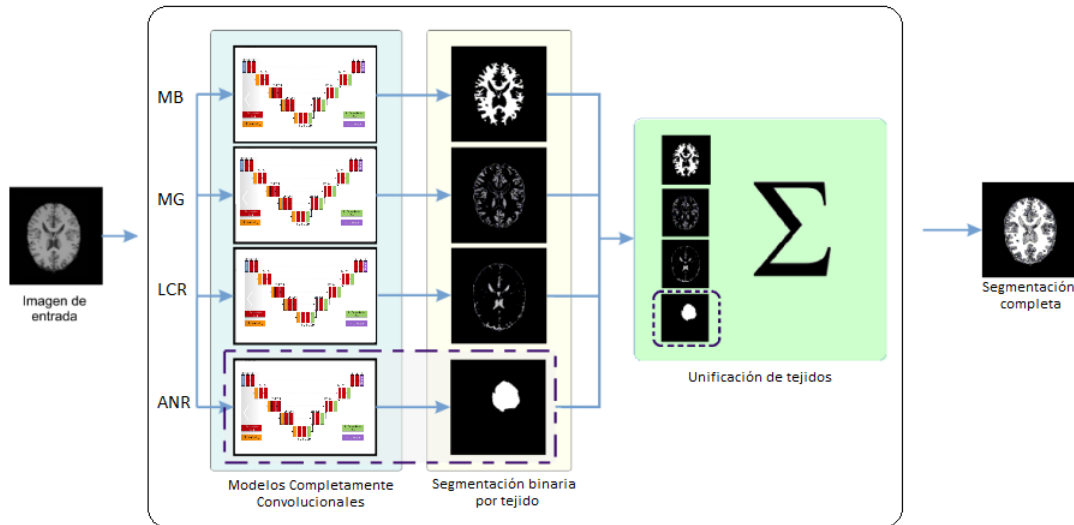 MB
MG
LCR
ANR
Imagen de
entrada
Modelos Completamente
Convolucionales
Segmentación binaria
por tejido
Unificación de tejidos
Segmentación
completa
Σ